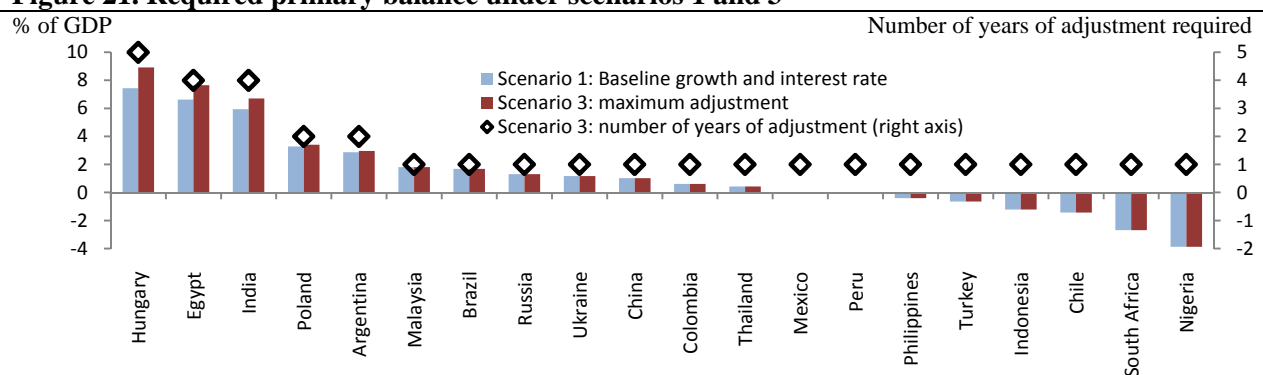 Figure 21. Required primary balance under scenarios 1 and 3
% of GDP Number of years of adjustment required
10 5
8 4
6 3
4 2
2 1
0 0
-2 -1
-4 -2
Scenario 1: Baseline growth and interest rate
Scenario 3: maximum adjustment
Scenario 3: number of years of adjustment (right axis)
Hungary
Egypt
India
Poland
Argentina
Malaysia
Brazil
Russia
Ukraine
China
Colombia
Thailand
Mexico
Peru
Philippines
Turkey
Indonesia
Chile
South Africa
Nigeria